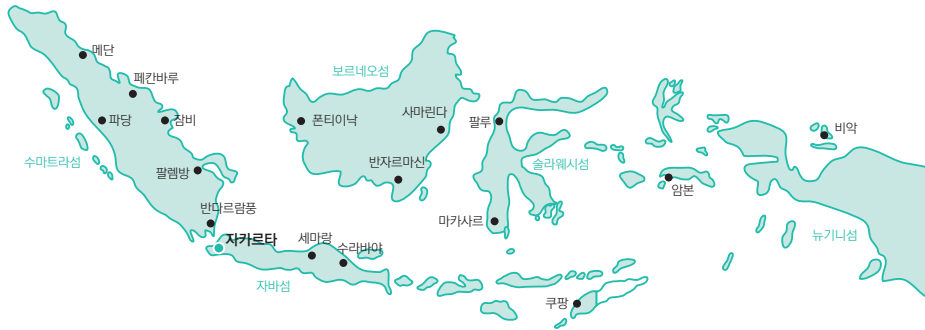 메단
페칸바루
파당
잠비
수마트라섬
팔렘방
반다르람풍
자카르타
세마랑
수라바야
자바섬
보르네오섬
폰티이낙
사마린다
반자르마신
팔루
술라웨시섬
마카사르
쿠팡
암본
비악
뉴기니섬